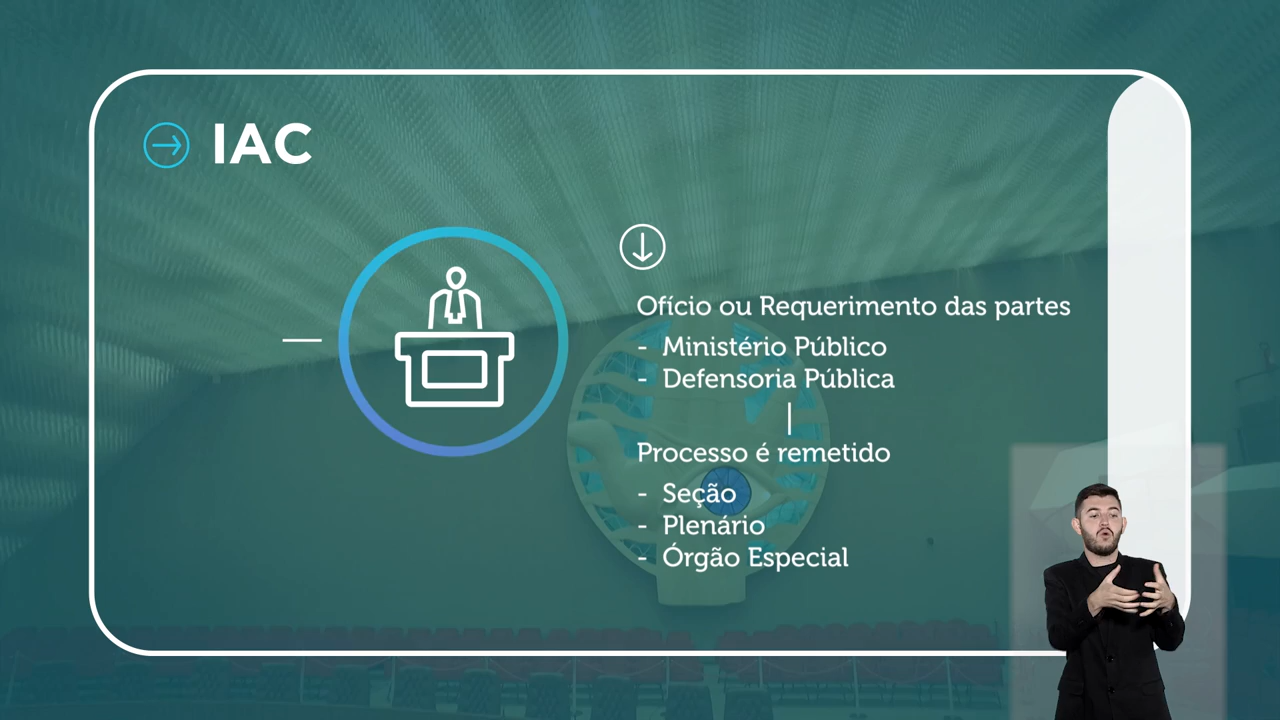 IAC
Ofício ou Requerimento das partes
- Ministério Público
- Defensoria Pública
Processo é remetido
- Seção
- Plenário
- Órgão Especial